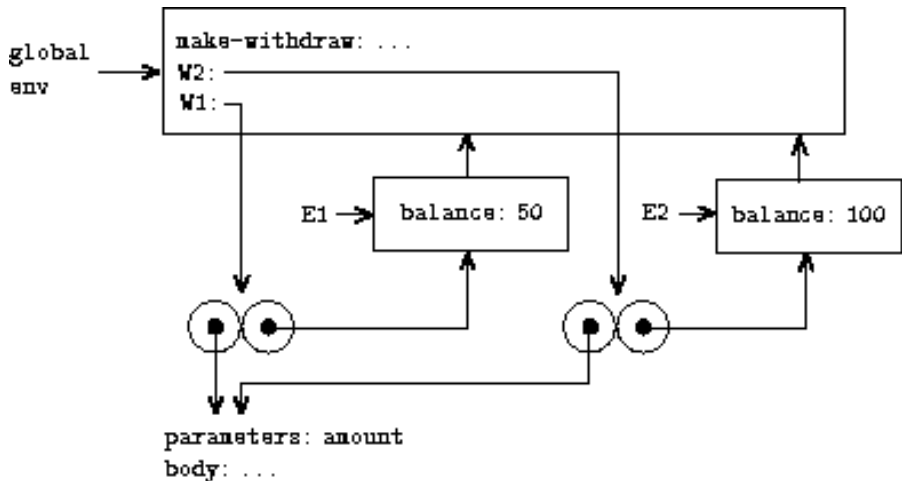 make-withdraw: ...
global
env
W2:
W1:
E1
balance: 50
E2
balance: 100
parameters: amount
body: ...